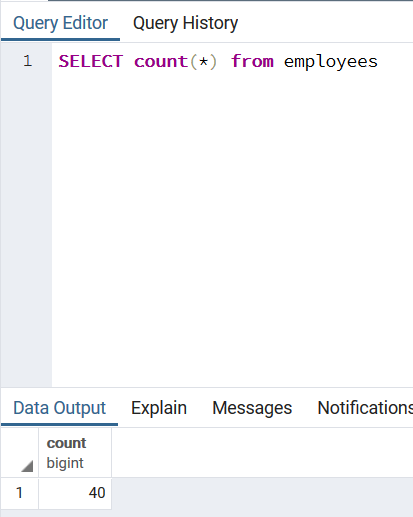 Query Editor Query History
1 SELECT count(*) from employees
Data Output Explain Messages Notifications
count
bigint
1 40